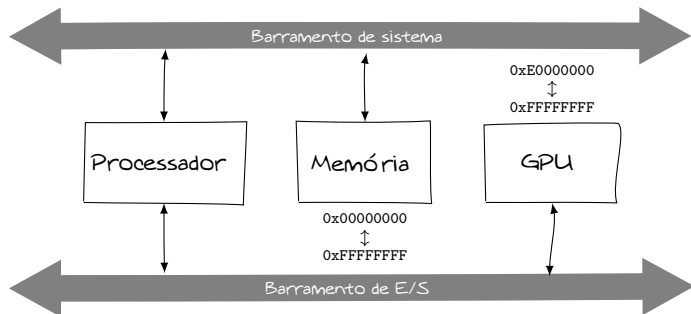 Barramento de sistema
0xE0000000
↕
0xFFFFFFFF
Processador
Memória
GPU
0x00000000
↕
0xFFFFFFFF
Barramento de E/S